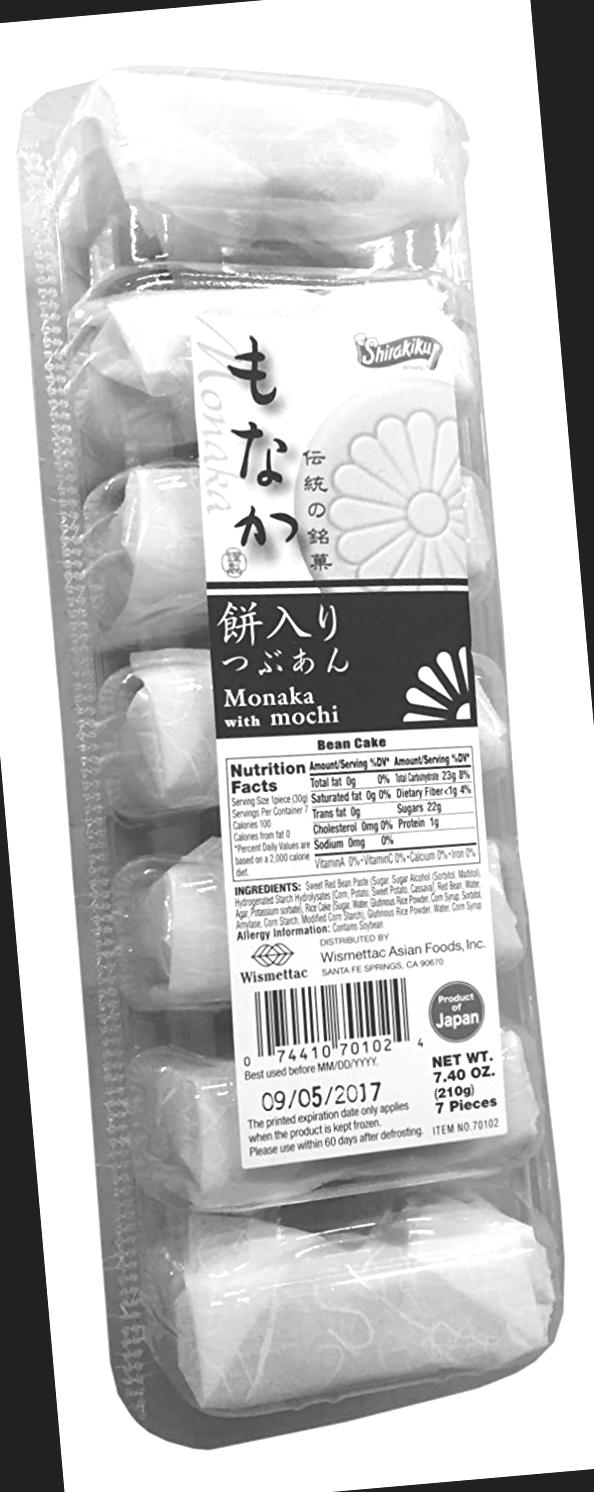 Shirakiku
BRAND
Monaka
もなか
伝統の銘菓
謹製
餅入り
つぶあん
Monaka
with mochi
Bean Cake
Nutrition Facts
Serving Size 1piece (30g)
Servings Per Container 7
Calories 100
Calories from fat 0
*Percent Daily Values are
based on a 2,000 calorie
diet.
Amount/Serving %DV* Amount/Serving %DV*
Total fat 0g 0% Total Carbohydrate 23g 8%
Saturated fat 0g 0% Dietary Fiber<1g 4%
Trans fat 0g Sugars 22g
Cholesterol 0mg 0% Protein 1g
Sodium 0mg 0%
VitaminA 0%・VitaminC 0%・Calcium 0%・Iron 0%
INGREDIENTS: Sweet Red Bean Paste (Sugar, Sugar Alcohol (Sorbitol, Maltitol),
Hydrogenated Starch Hydrolysates (Corn, Potato, Sweet Potato, Cassava), Red Bean, Water,
Agar, Potassium sorbate), Rice Cake (Sugar, Water, Glutinous Rice Powder, Corn Syrup, Sorbitol,
Amylase, Corn Starch, Modified Corn Starch), Glutinous Rice Powder, Water, Corn Syrup
Allergy Information: Contains Soybean.
Wismettac
DISTRIBUTED BY
Wismettac Asian Foods, Inc.
SANTA FE SPRINGS, CA 90670
0 74410 70102 4
Product
of
Japan
Best used before MM/DD/YYYY.
09/05/2017
The printed expiration date only applies
when the product is kept frozen.
Please use within 60 days after defrosting.
NET WT.
7.40 OZ.
(210g)
7 Pieces
ITEM NO.70102